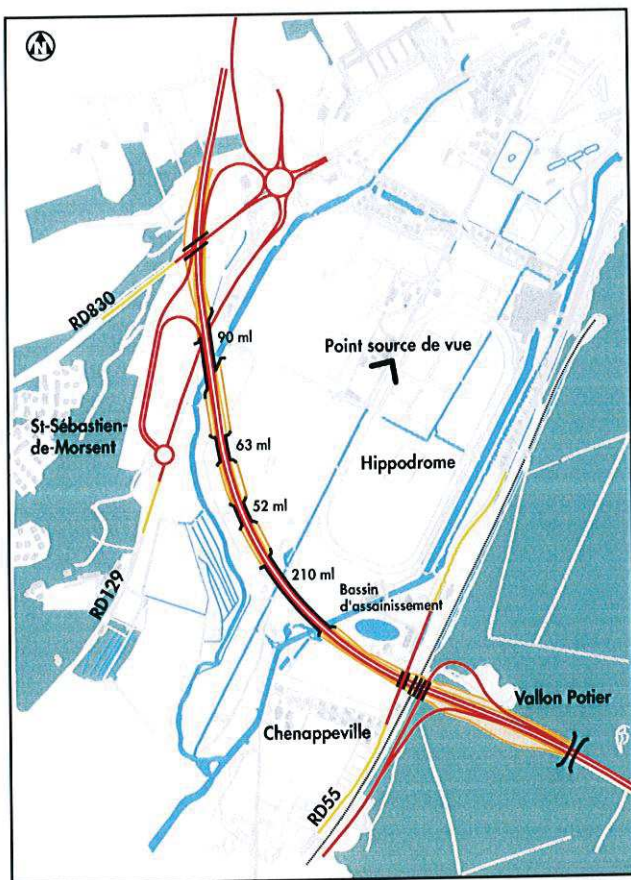 N
RD830
90 ml
Point source de vue
St-Sébastien-
de-Morsent
63 ml
Hippodrome
52 ml
210 ml
Bassin
d'assainissement
RD129
Vallon Potier
Chenappeville
RD55